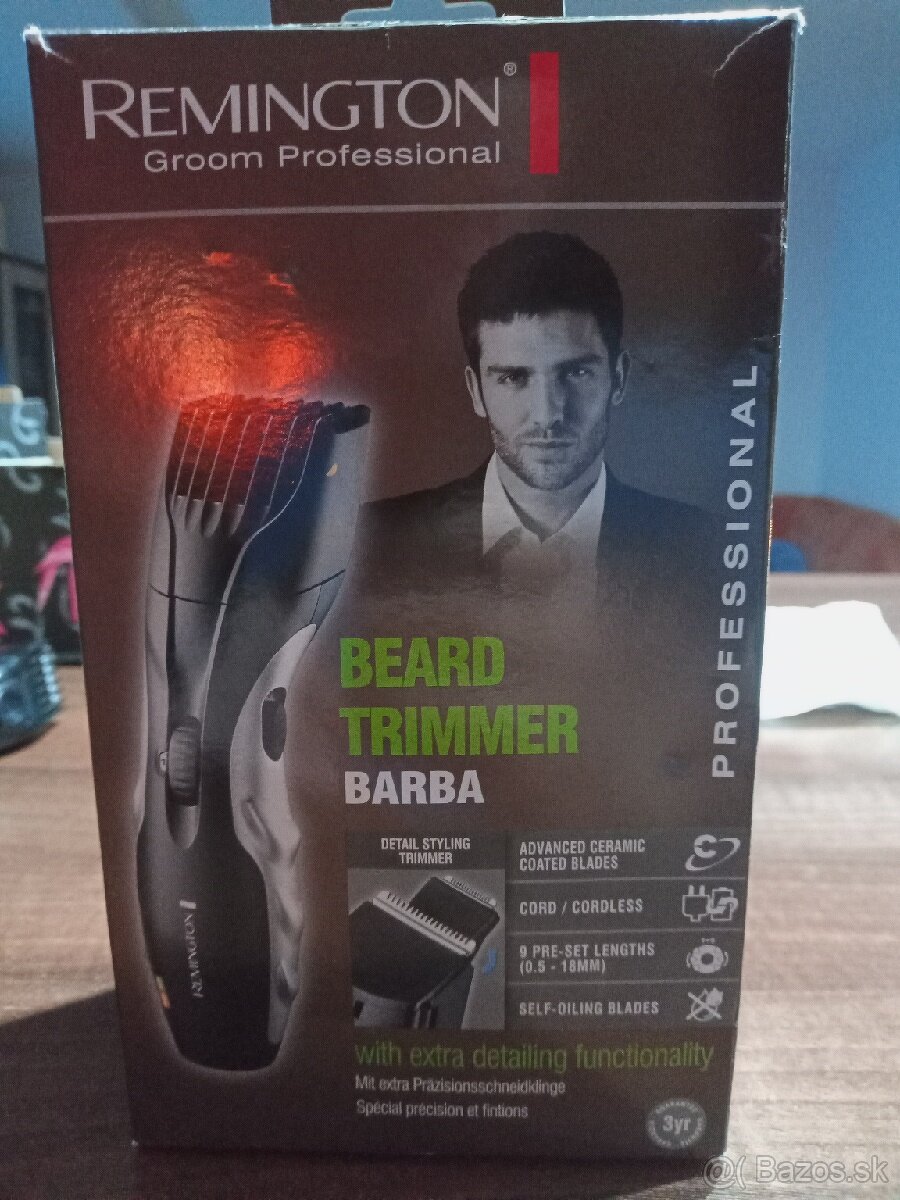 REMINGTON®
Groom Professional
PROFESSIONAL
BEARD
TRIMMER
BARBA
DETAIL STYLING
TRIMMER
ADVANCED CERAMIC
COATED BLADES
CORD / CORDLESS
9 PRE-SET LENGTHS
(0.5 - 18MM)
SELF-OILING BLADES
REMINGTON
with extra detailing functionality
Mit extra Präzisionsschneidklinge
Spécial précision et fintions
3yr
@( Bazos.sk